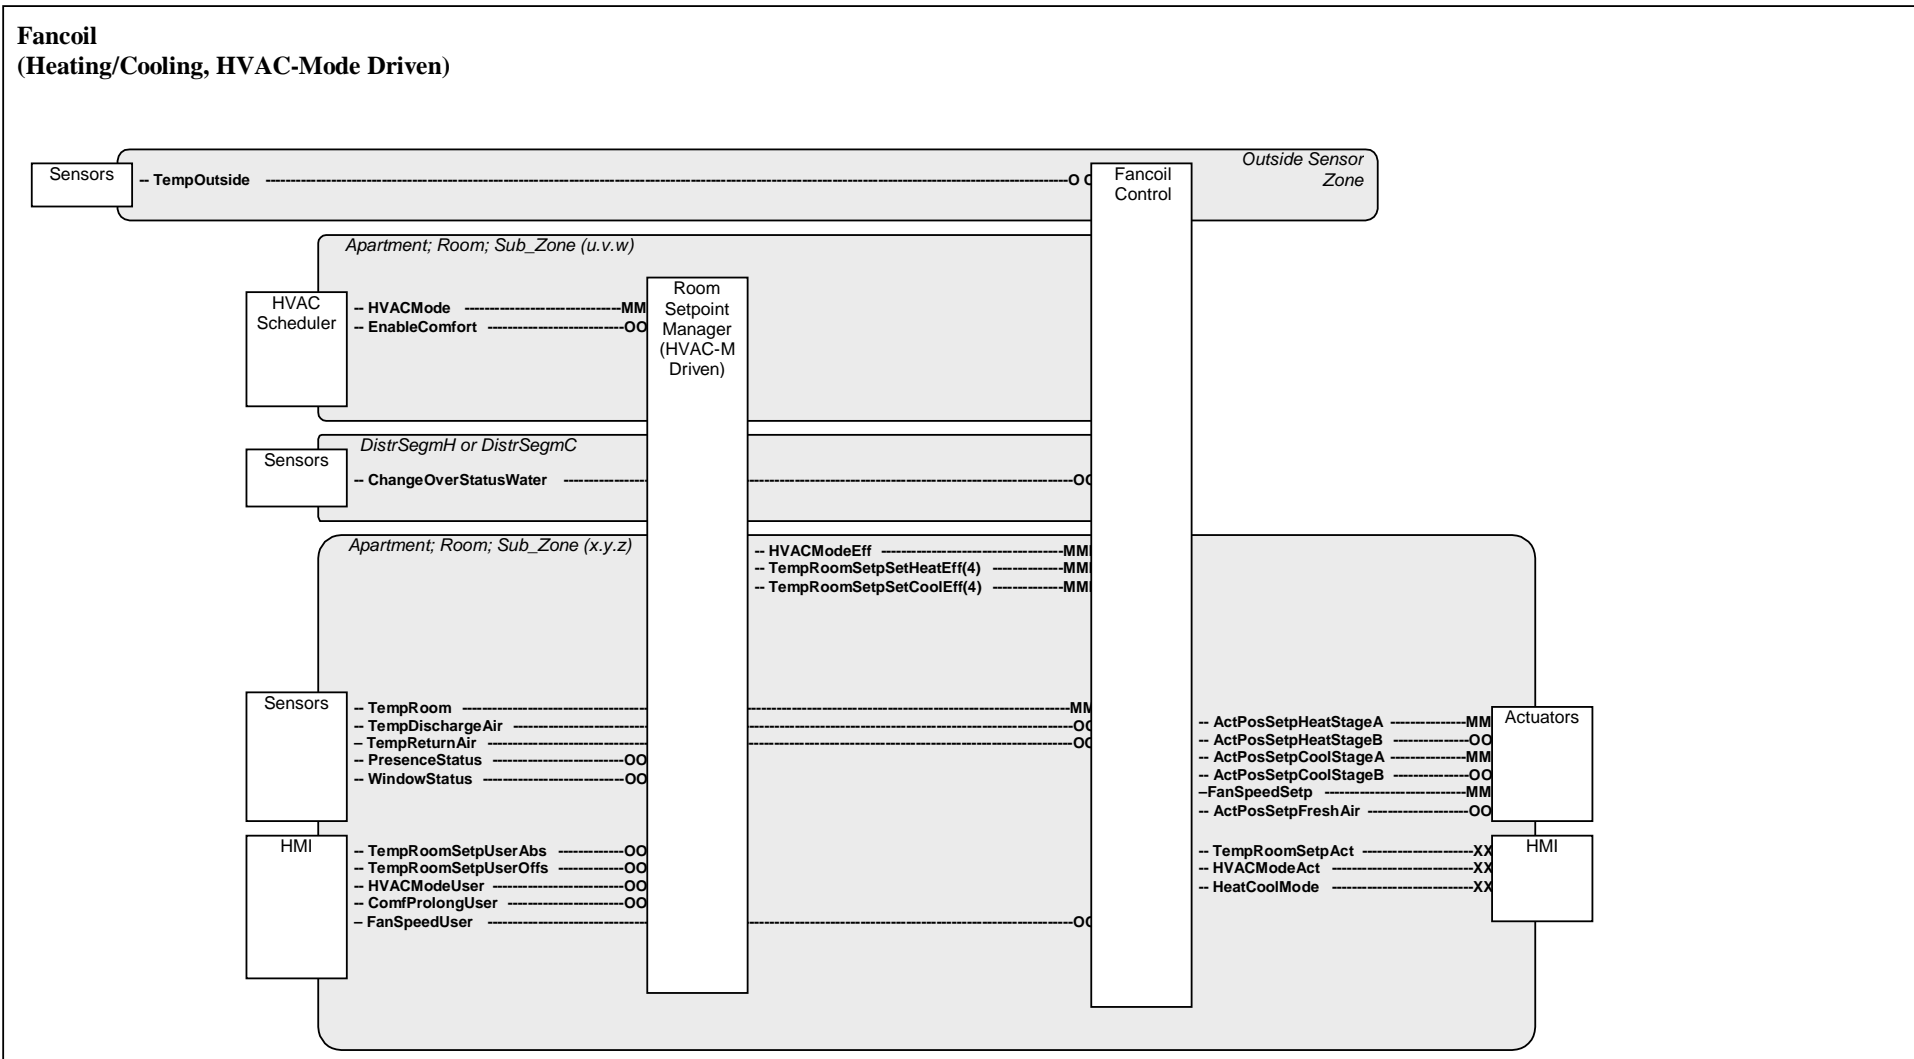 Fancoil
(Heating/Cooling, HVAC-Mode Driven)
Outside Sensor
Zone
Sensors
-- TempOutside ----------O O
Fancoil
Control
Apartment; Room; Sub_Zone (u.v.w)
HVAC
Scheduler
-- HVACMode ----------MM
-- EnableComfort ----------OO
Room
Setpoint
Manager
(HVAC-M
Driven)
DistrSegmH or DistrSegmC
Sensors
-- ChangeOverStatusWater ----------OO
Apartment; Room; Sub_Zone (x.y.z)
-- HVACModeEff ----------MM
-- TempRoomSetpSetHeatEff(4) ----------MM
-- TempRoomSetpSetCoolEff(4) ----------MM
Sensors
-- TempRoom ----------MM
-- TempDischargeAir ----------OO
– TempReturnAir ----------OO
-- PresenceStatus ----------OO
-- WindowStatus ----------OO
-- ActPosSetpHeatStageA ----------MM
-- ActPosSetpHeatStageB ----------OO
-- ActPosSetpCoolStageA ----------MM
-- ActPosSetpCoolStageB ----------OO
–FanSpeedSetp ----------MM
-- ActPosSetpFreshAir ----------OO
Actuators
HMI
-- TempRoomSetpUserAbs ----------OO
-- TempRoomSetpUserOffs ----------OO
-- HVACModeUser ----------OO
-- ComfProlongUser ----------OO
– FanSpeedUser ----------OO
-- TempRoomSetpAct ----------XX
-- HVACModeAct ----------XX
-- HeatCoolMode ----------XX
HMI